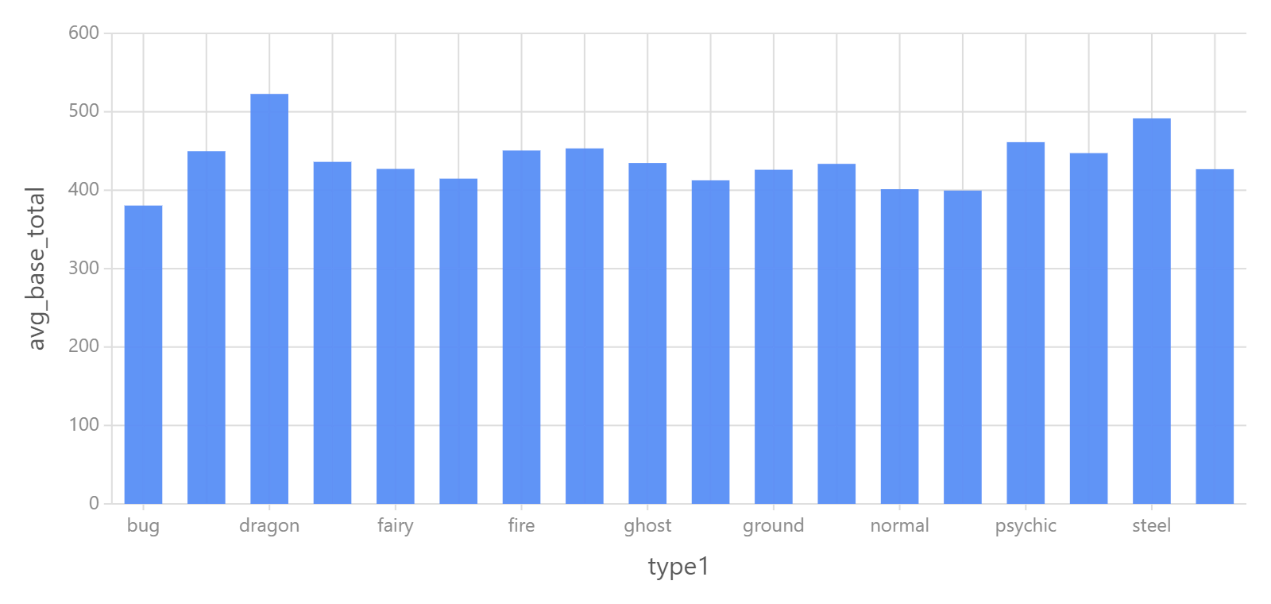 600
500
400
300
200
100
0
avg_base_total
bug dragon fairy fire ghost ground normal psychic steel
type1